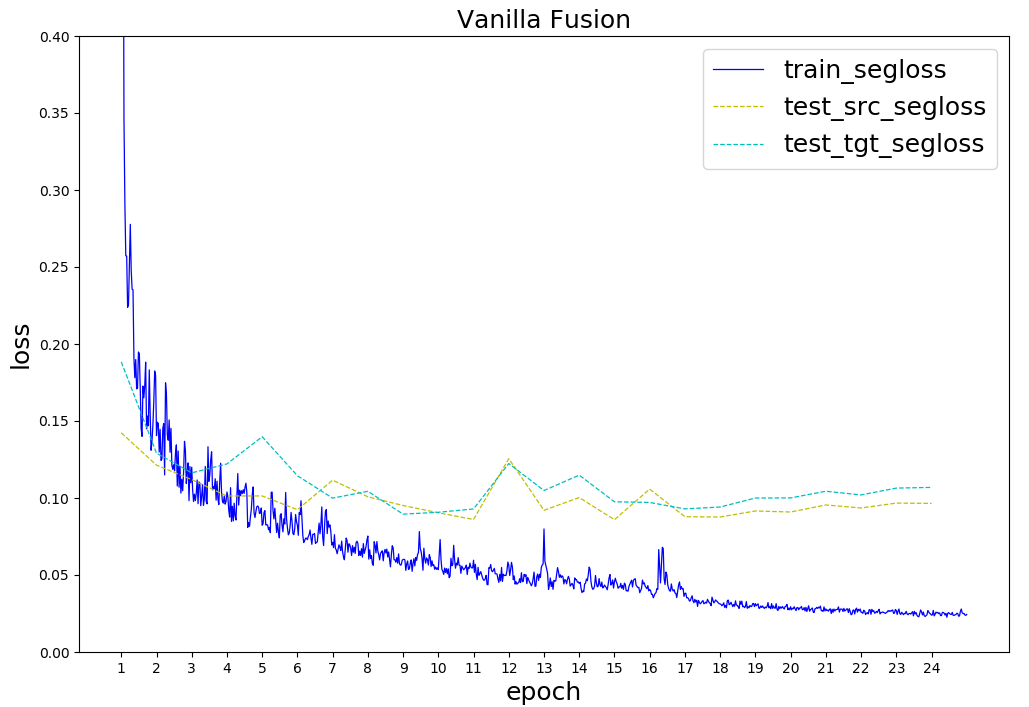 Vanilla Fusion
train_segloss
test_src_segloss
test_tgt_segloss
loss
0.40
0.35
0.30
0.25
0.20
0.15
0.10
0.05
0.00
1 2 3 4 5 6 7 8 9 10 11 12 13 14 15 16 17 18 19 20 21 22 23 24
epoch